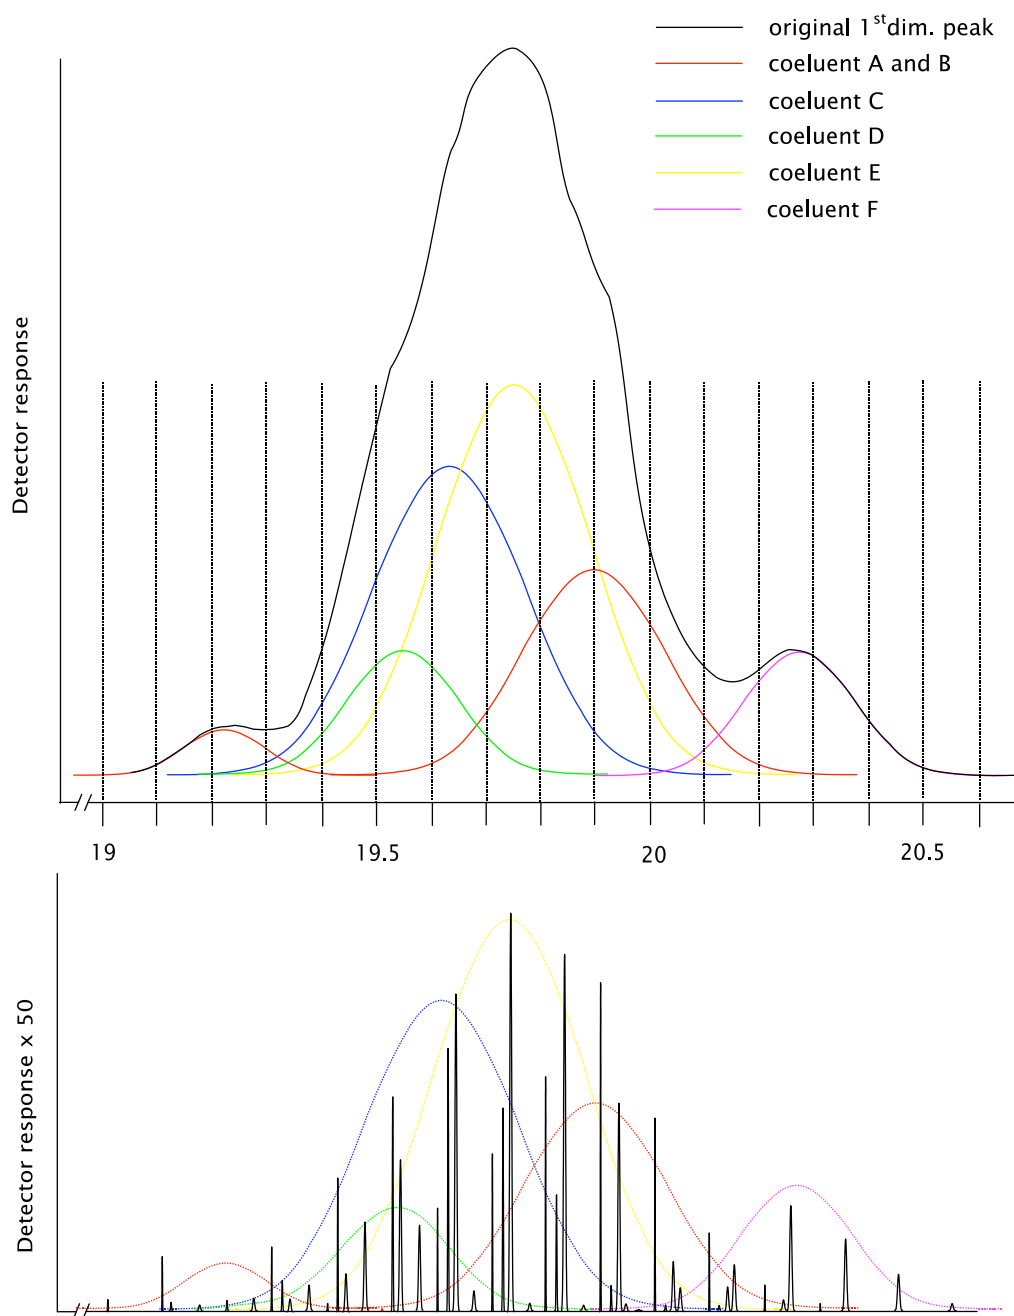 original 1st dim. peak
coeluent A and B
coeluent C
coeluent D
coeluent E
coeluent F
Detector response
19
19.5
20
20.5
Detector response x 50